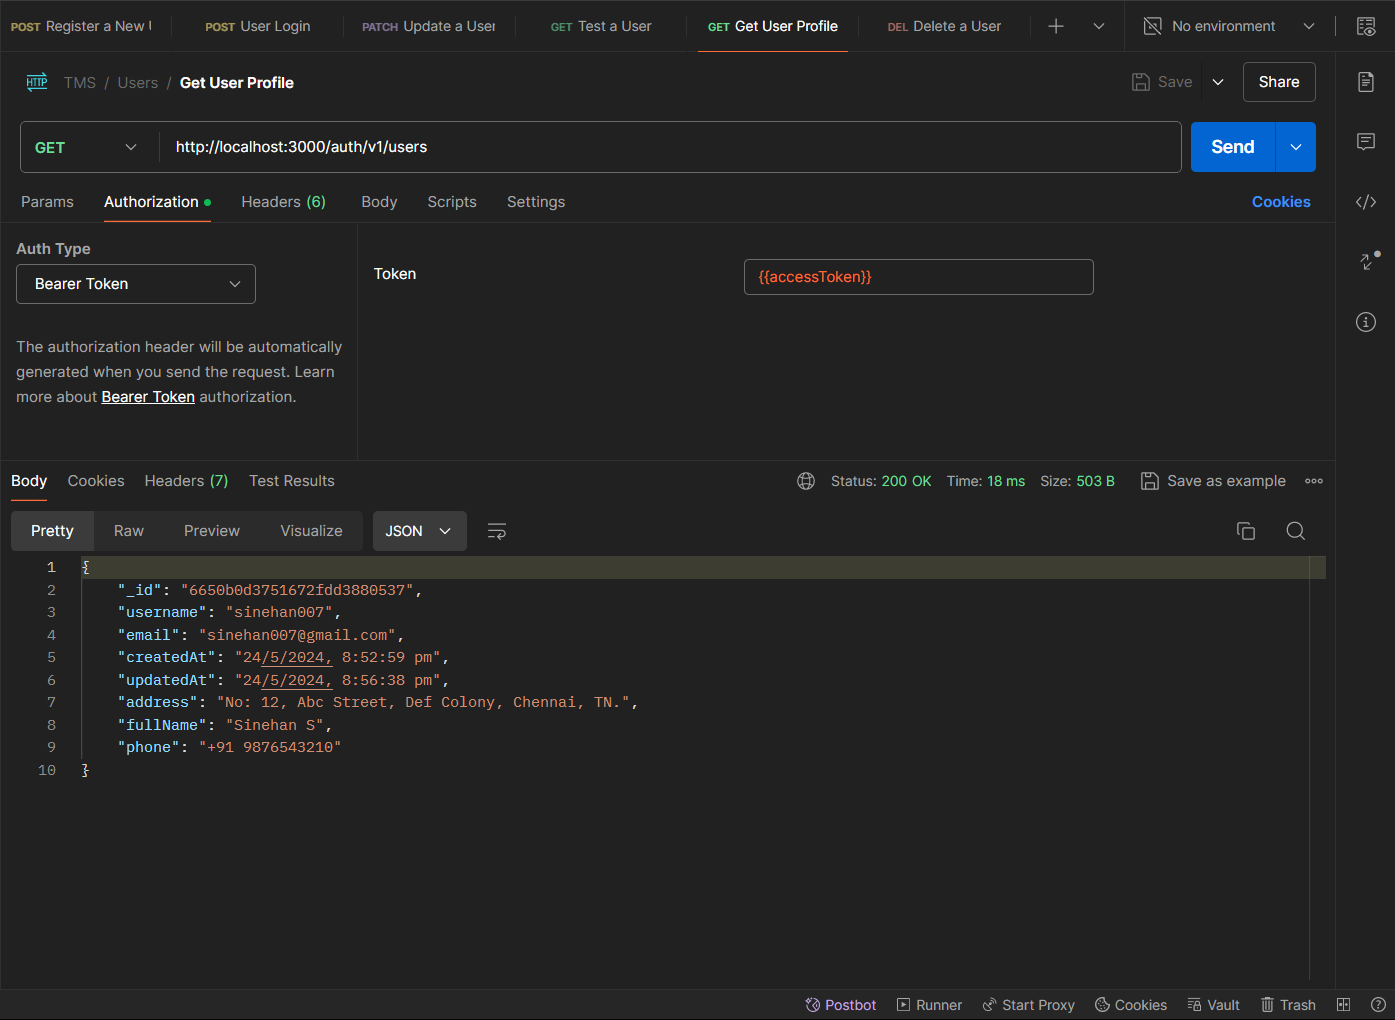 POST Register a New POST User Login PATCH Update a User GET Test a User GET Get User Profile DEL Delete a User No environment
HTTP TMS / Users / Get User Profile Save Share
GET http://localhost:3000/auth/v1/users Send
Params Authorization Headers (6) Body Scripts Settings Cookies
Auth Type
Bearer Token
Token {{accessToken}}
The authorization header will be automatically
generated when you send the request. Learn
more about Bearer Token authorization.
Body Cookies Headers (7) Test Results Status: 200 OK Time: 18 ms Size: 503 B Save as example
Pretty Raw Preview Visualize JSON
1 {
2 "_id": "6650b0d3751672fdd3880537",
3 "username": "sinehan007",
4 "email": "sinehan007@gmail.com",
5 "createdAt": "24/5/2024, 8:52:59 pm",
6 "updatedAt": "24/5/2024, 8:56:38 pm",
7 "address": "No: 12, Abc Street, Def Colony, Chennai, TN.",
8 "fullName": "Sinehan S",
9 "phone": "+91 9876543210"
10 }
Postbot Runner Start Proxy Cookies Vault Trash